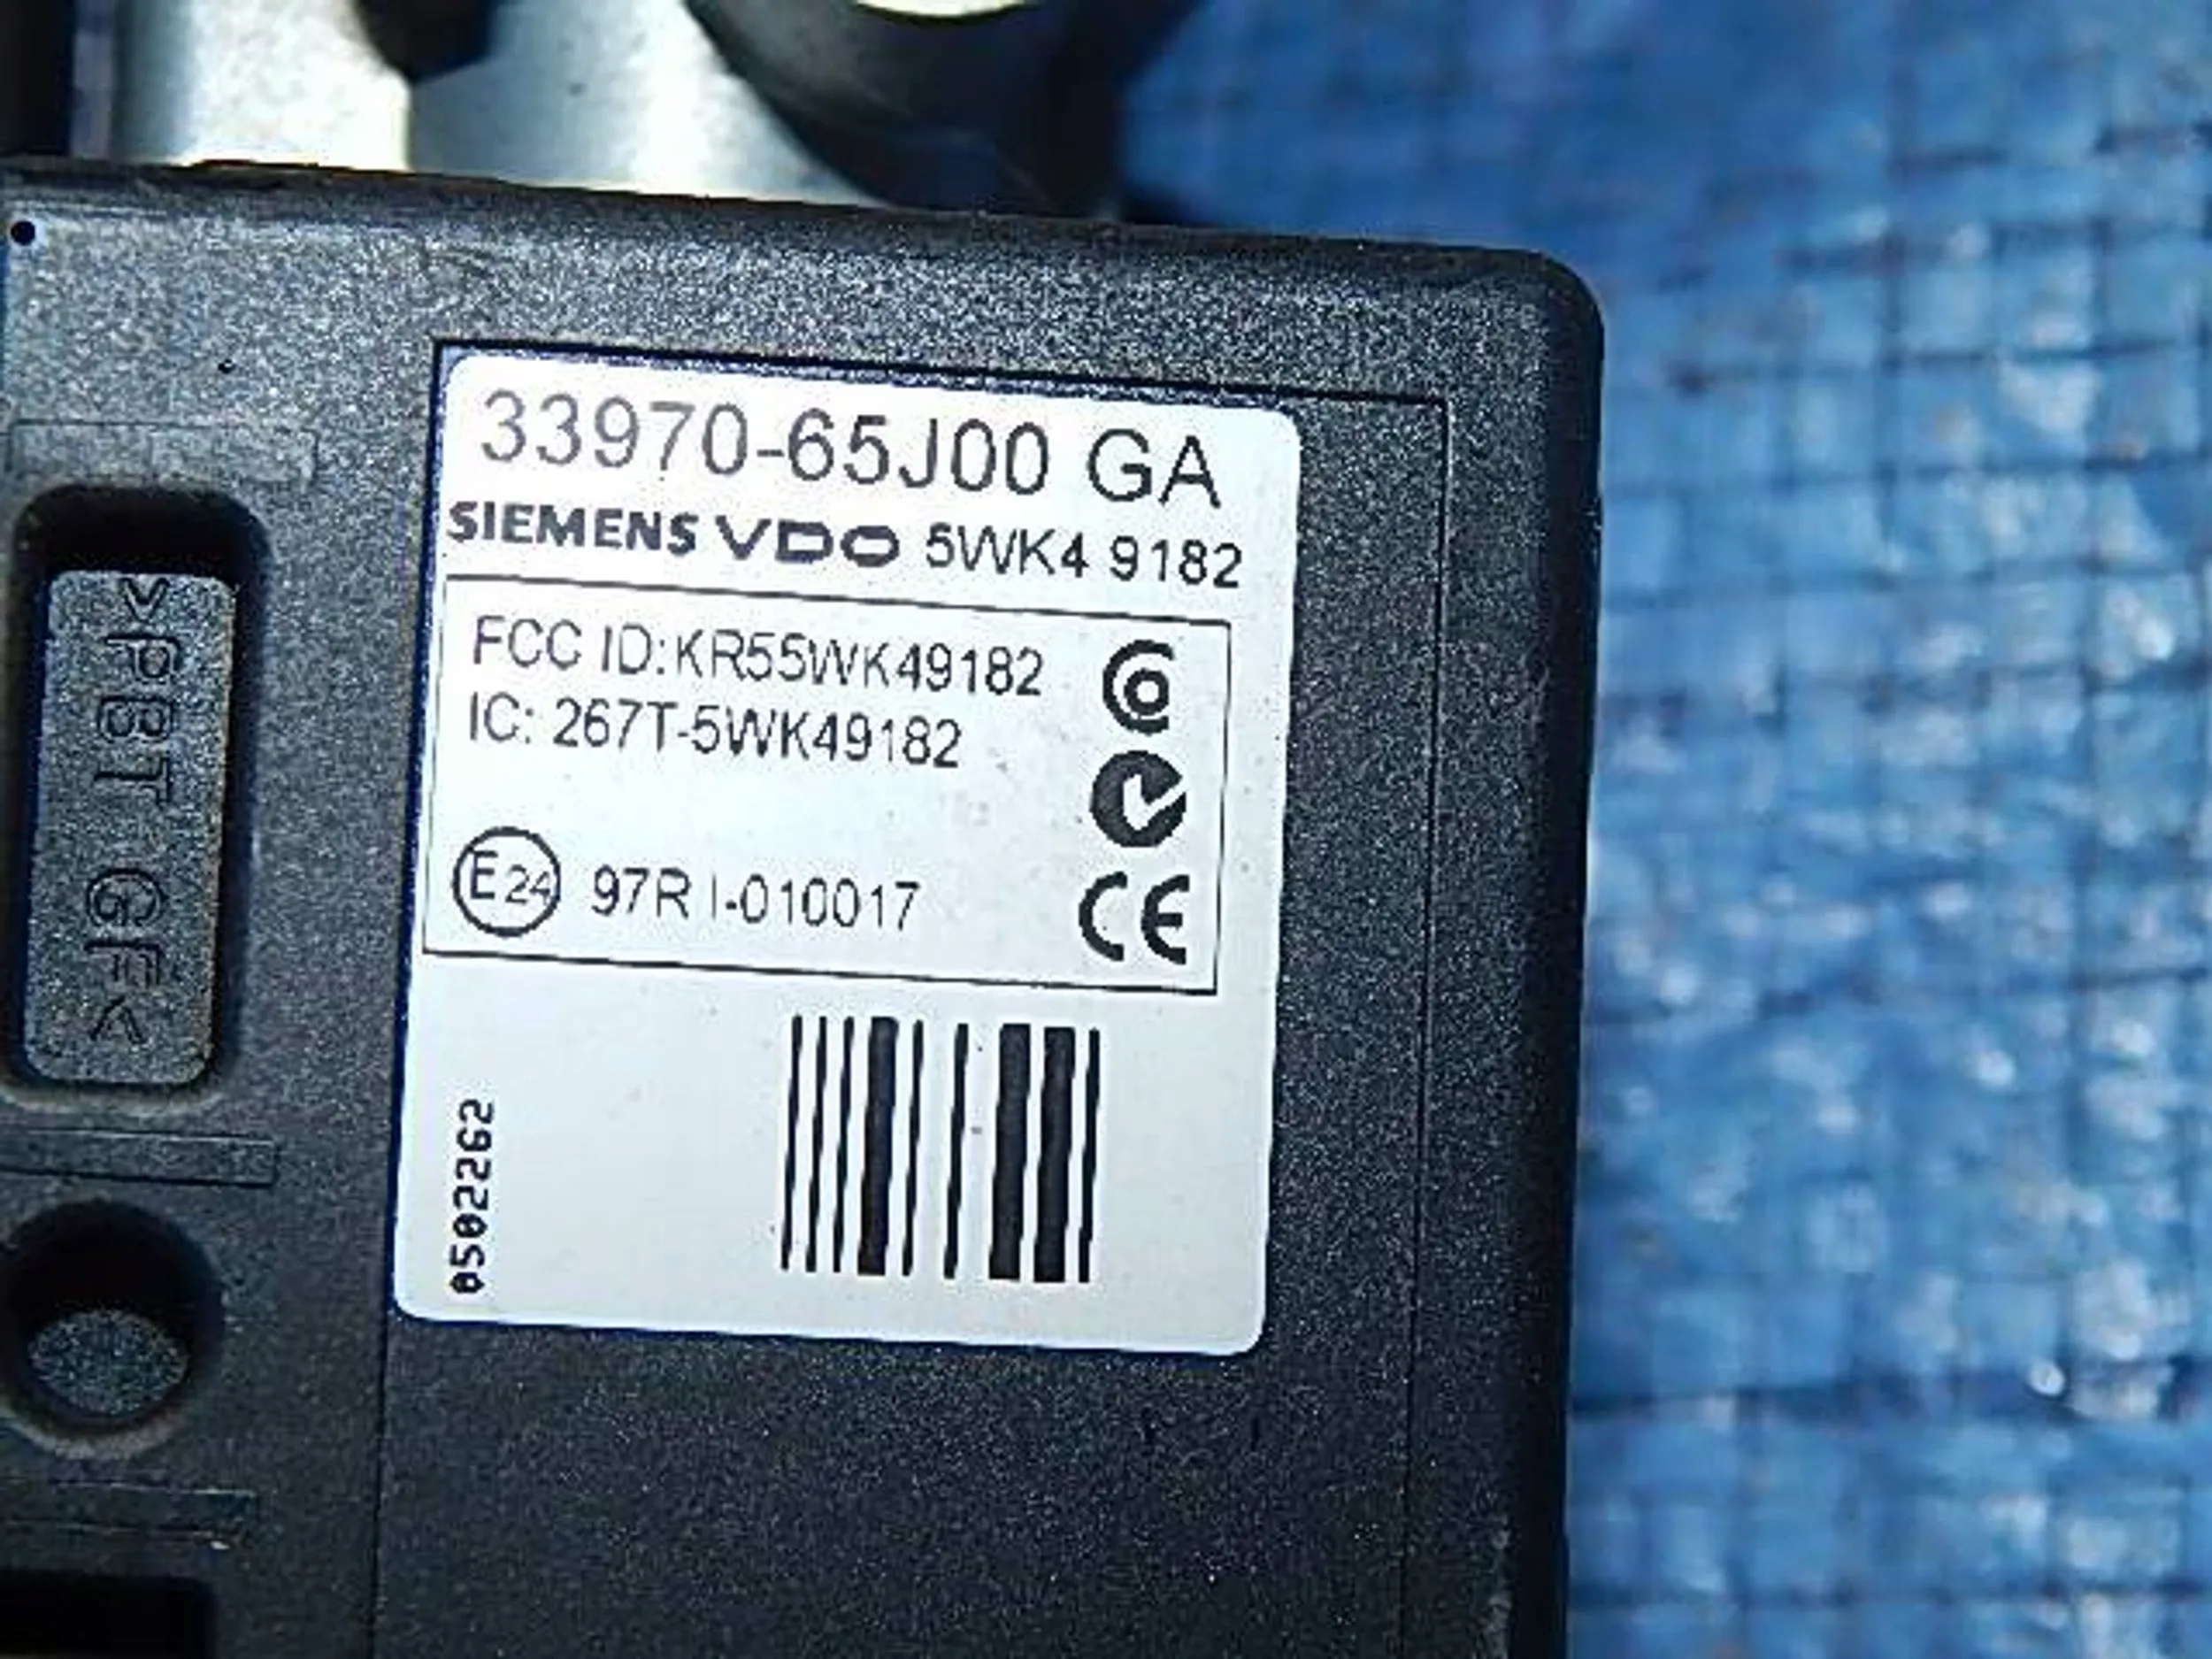 33970-65J00 GA
SIEMENS VDO 5WK4 9182
FCC ID:KR55WK49182
IC: 267T-5WK49182
E24 97R I-010017
CE
05022G2
>PBT GF<